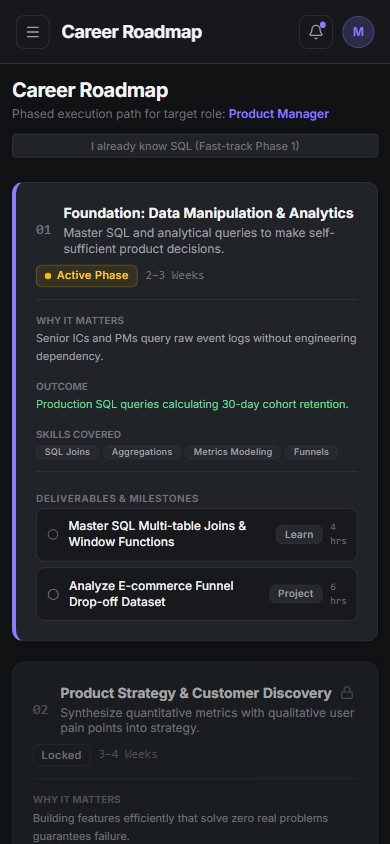 Career Roadmap
M
Career Roadmap
Phased execution path for target role: Product Manager
I already know SQL (Fast-track Phase 1)
01
Foundation: Data Manipulation & Analytics
Master SQL and analytical queries to make self-
sufficient product decisions.
Active Phase
2–3 Weeks
WHY IT MATTERS
Senior ICs and PMs query raw event logs without engineering
dependency.
OUTCOME
Production SQL queries calculating 30-day cohort retention.
SKILLS COVERED
SQL Joins
Aggregations
Metrics Modeling
Funnels
DELIVERABLES & MILESTONES
Master SQL Multi-table Joins &
Window Functions
Learn
4
hrs
Analyze E-commerce Funnel
Drop-off Dataset
Project
6
hrs
02
Product Strategy & Customer Discovery
Synthesize quantitative metrics with qualitative user
pain points into strategy.
Locked
3–4 Weeks
WHY IT MATTERS
Building features efficiently that solve zero real problems
guarantees failure.